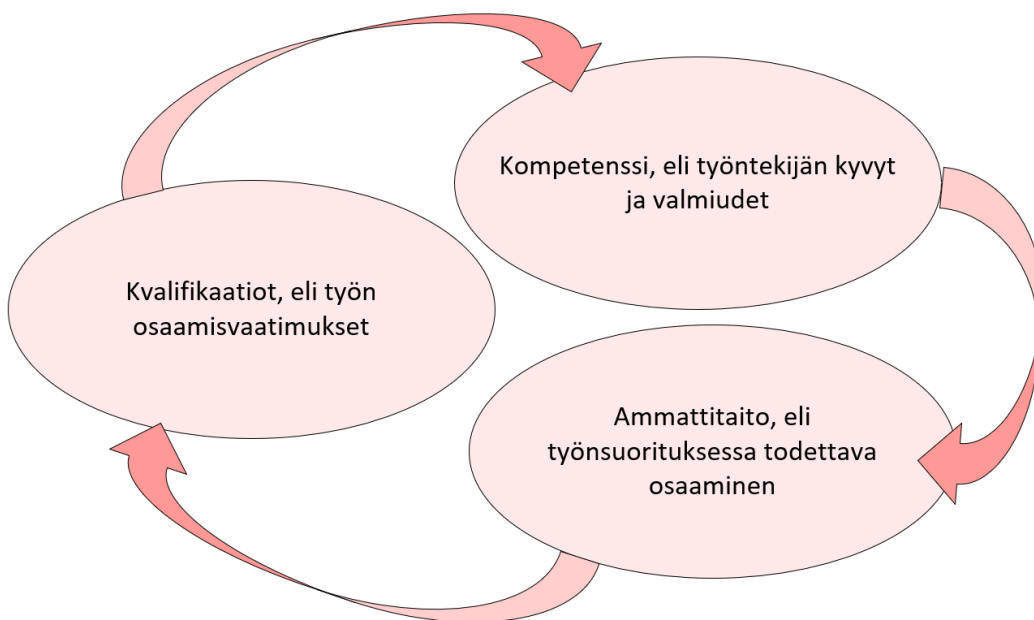 Kompetenssi, eli työntekijän kyvyt
ja valmiudet
Kvalifikaatiot, eli työn
osaamisvaatimukset
Ammattitaito, eli
työnsuorituksessa todettava
osaaminen